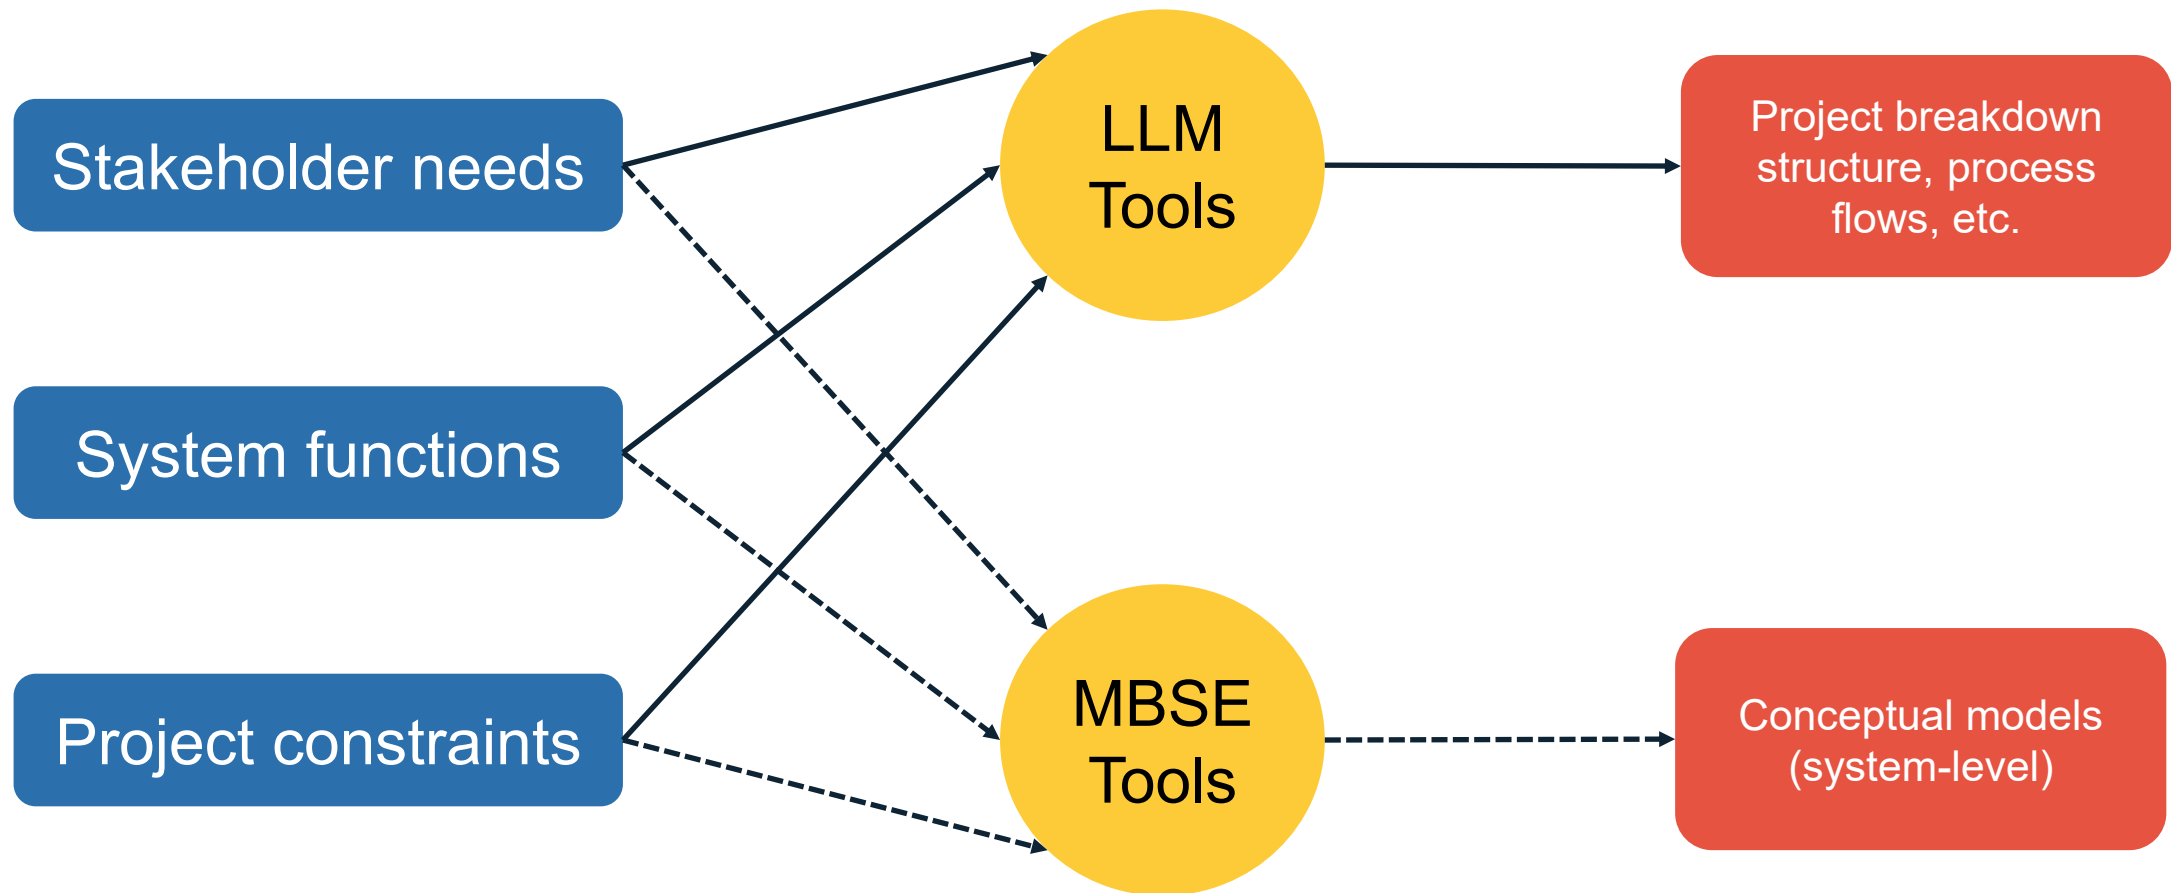 Stakeholder needs
System functions
Project constraints
LLM
Tools
MBSE
Tools
Project breakdown
structure, process
flows, etc.
Conceptual models
(system-level)